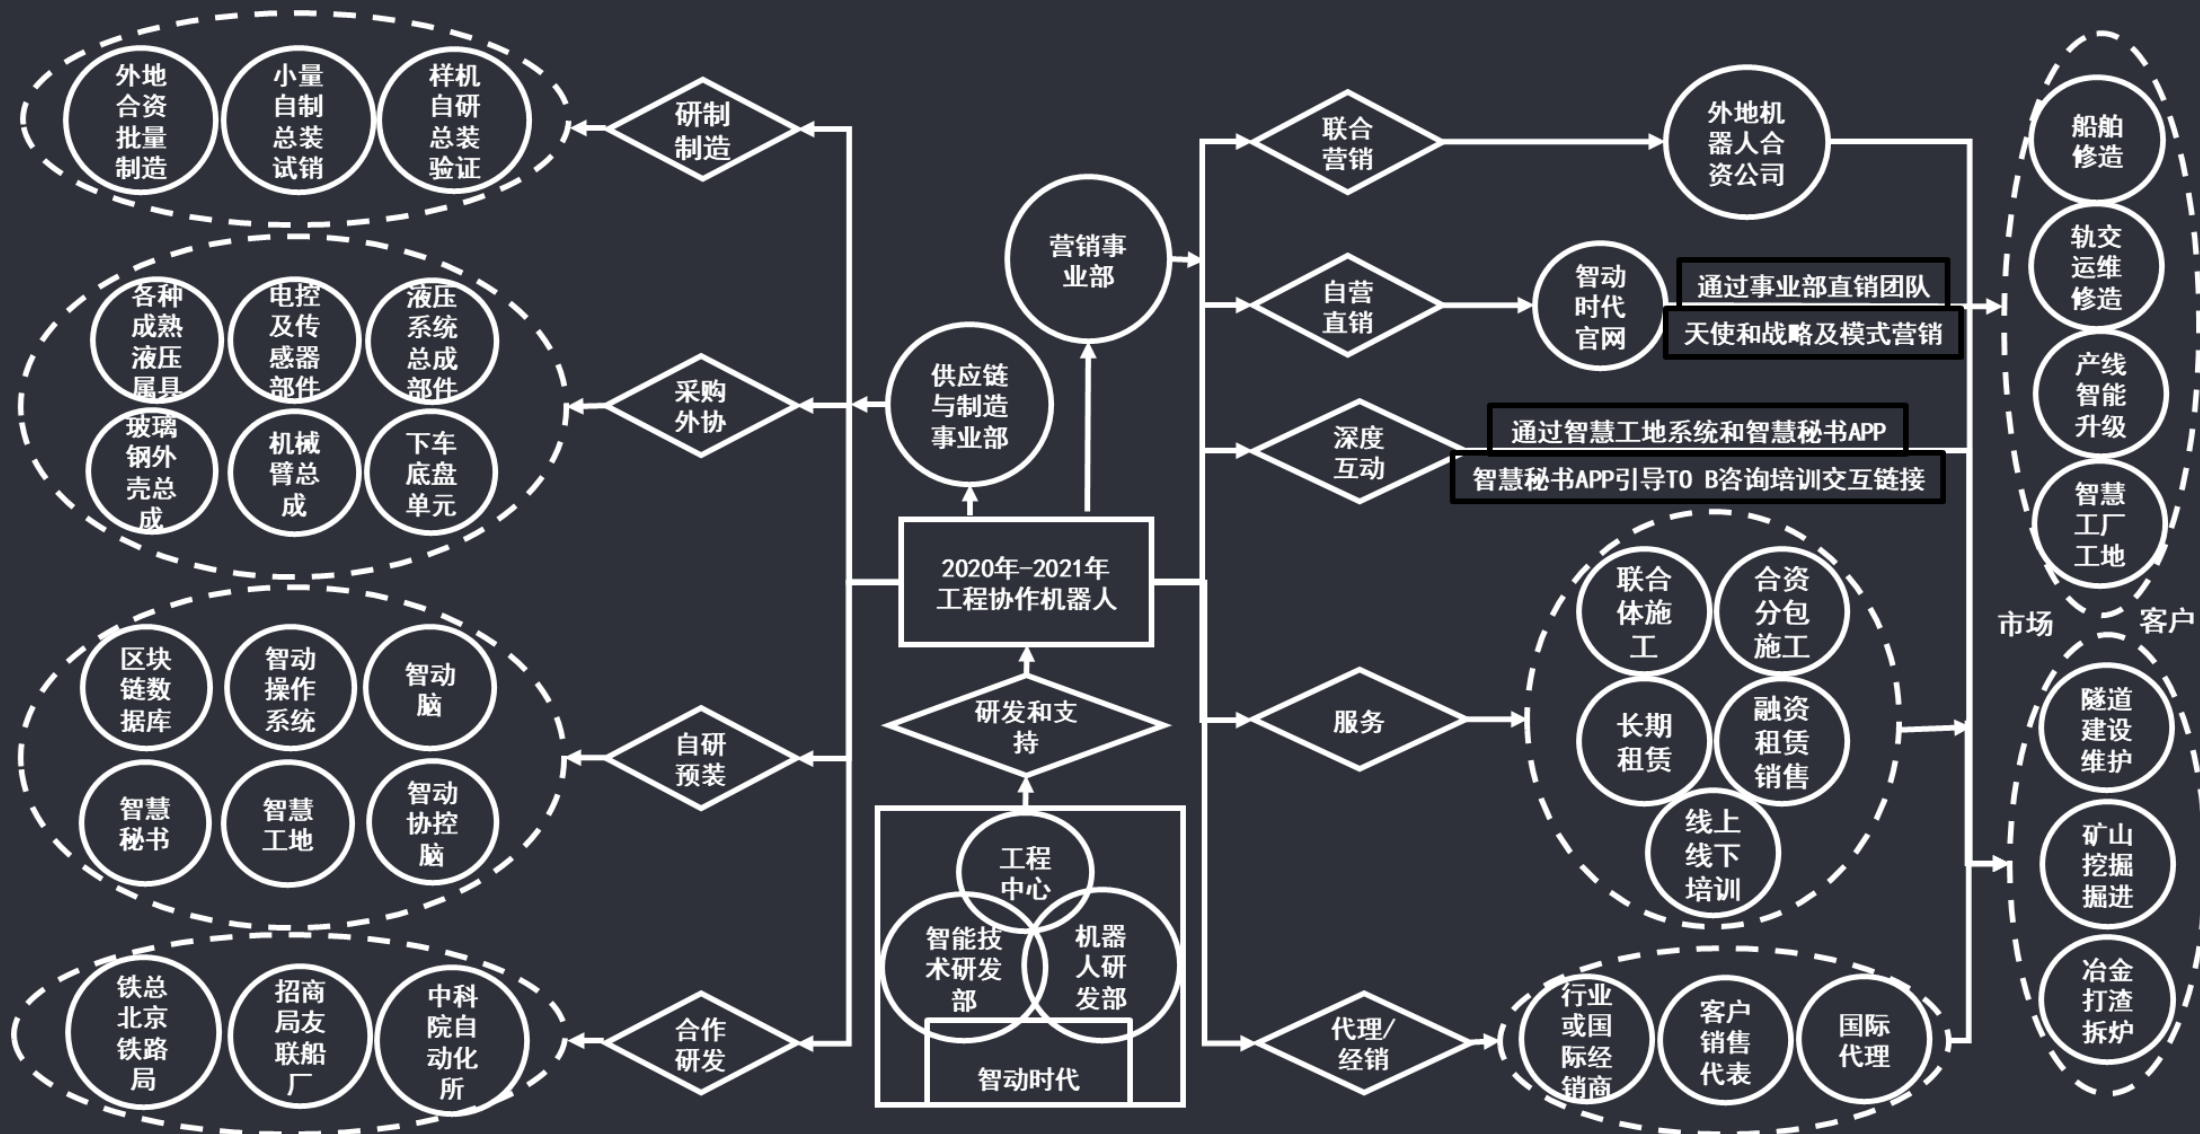 外地
合资
批量
制造
小量
自制
总装
试销
样机
自研
总装
验证
研制
制造
各种
成熟
液压
属具
电控
及传
感器
部件
液压
系统
总成
部件
玻璃
钢外
壳总
成
机械
臂总
成
下车
底盘
单元
采购
外协
区块
链数
据库
智动
操作
系统
智动
脑
智慧
秘书
智慧
工地
智动
协控
脑
自研
预装
铁总
北京
铁路
局
招商
局友
联船
厂
中科
院自
动化
所
合作
研发
供应链
与制造
事业部
营销事
业部
2020年-2021年
工程协作机器人
研发和支
持
工程
中心
智能技
术研发
部
机器
人研
发部
智动时代
联合
营销
外地机
器人合
资公司
自营
直销
智动
时代
官网
通过事业部直销团队
天使和战略及模式营销
深度
互动
通过智慧工地系统和智慧秘书APP
智慧秘书APP引导TO B咨询培训交互链接
服务
联合
体施
工
合资
分包
施工
长期
租赁
融资
租赁
销售
线上
线下
培训
代理/
经销
行业
或国
际经
销商
客户
销售
代表
国际
代理
船舶
修造
轨交
运维
修造
产线
智能
升级
智慧
工厂
工地
市场
客户
隧道
建设
维护
矿山
挖掘
掘进
冶金
打渣
拆炉